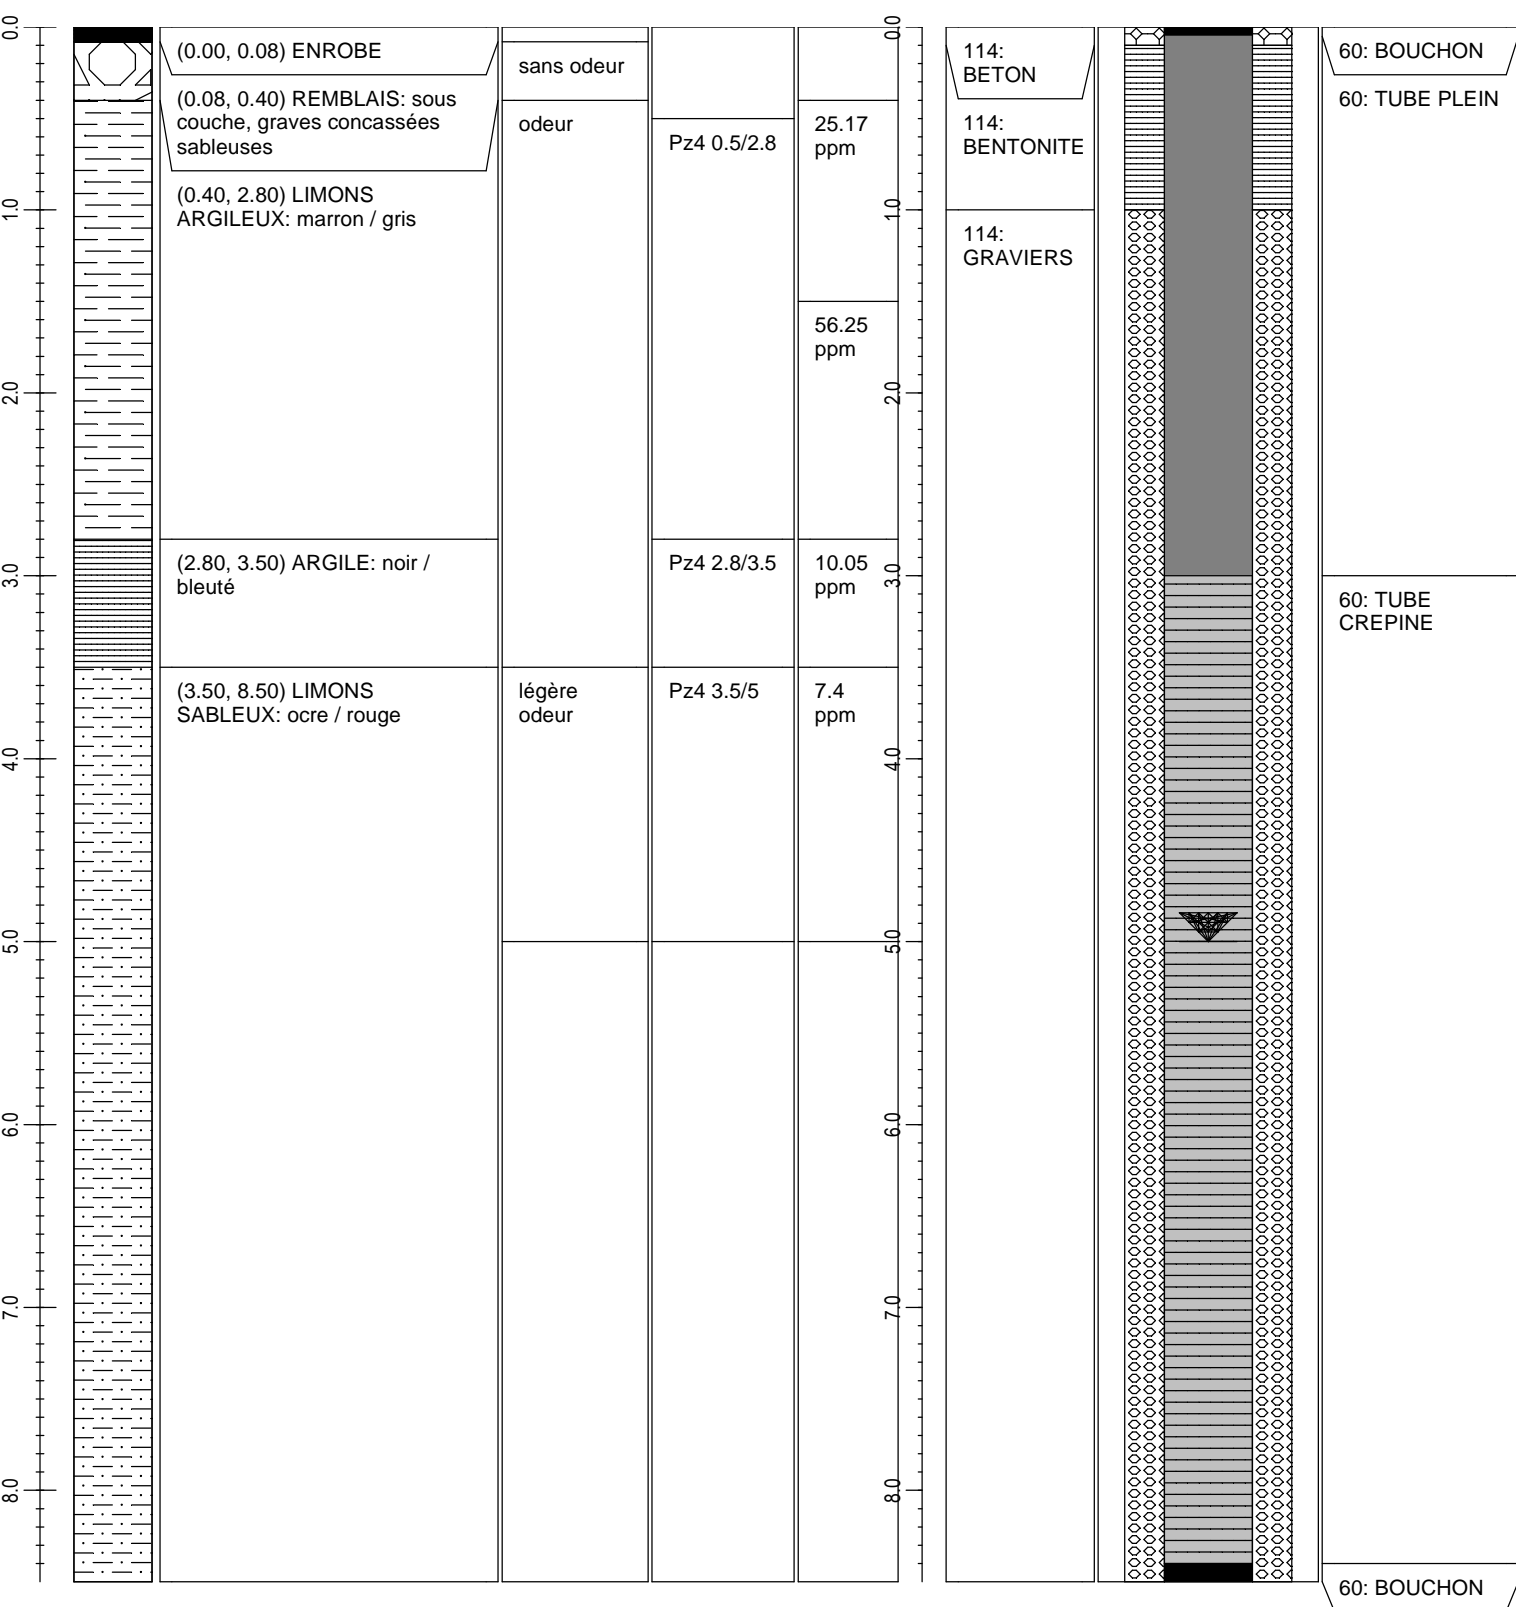 0.0
1.0
2.0
3.0
4.0
5.0
6.0
7.0
8.0
(0.00, 0.08) ENROBE
(0.08, 0.40) REMBLAIS: sous
couche, graves concassées
sableuses
(0.40, 2.80) LIMONS
ARGILEUX: marron / gris
(2.80, 3.50) ARGILE: noir /
bleuté
(3.50, 8.50) LIMONS
SABLEUX: ocre / rouge
sans odeur
odeur
légère
odeur
Pz4 0.5/2.8
Pz4 2.8/3.5
Pz4 3.5/5
25.17
ppm
56.25
ppm
10.05
ppm
7.4
ppm
0.0
1.0
2.0
3.0
4.0
5.0
6.0
7.0
8.0
114:
BETON
114:
BENTONITE
114:
GRAVIERS
60: BOUCHON
60: TUBE PLEIN
60: TUBE
CREPINE
60: BOUCHON